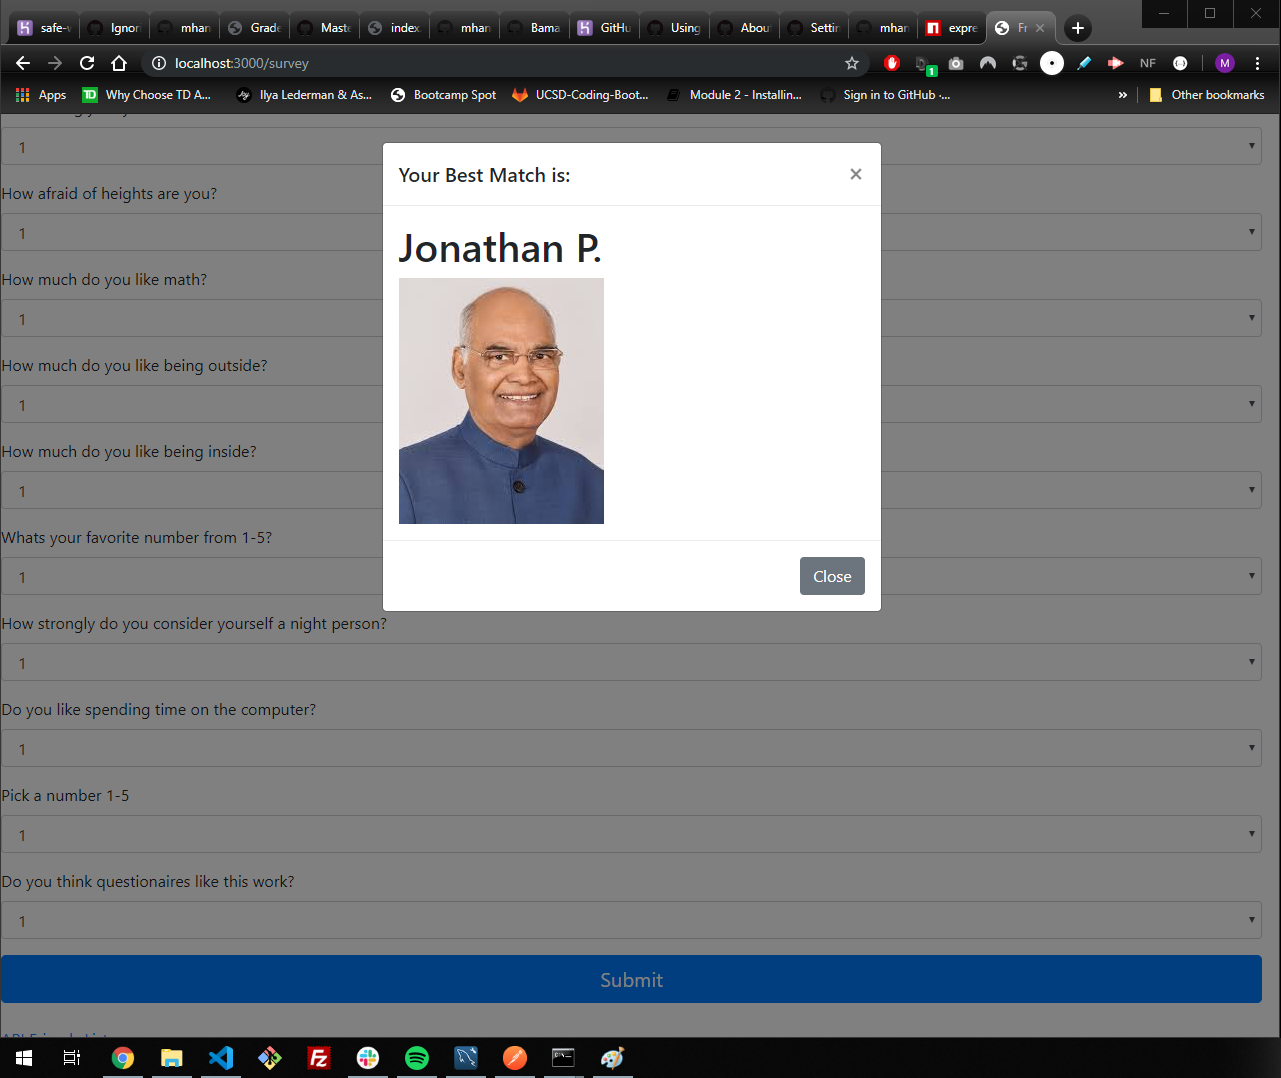 safe-v
Ignori
mhan
Grade
Maste
index.
mhan
Bama
GitHu
Using
Abou
Settin
mhan
expre
Fr
localhost:3000/survey
1
NF
M
Apps
TD
Why Choose TD A...
Ilya Lederman & As...
Bootcamp Spot
UCSD-Coding-Boot...
Module 2 - Installin...
Sign in to GitHub ·...
»
Other bookmarks
1
Your Best Match is:
×
How afraid of heights are you?
1
Jonathan P.
How much do you like math?
1
How much do you like being outside?
1
How much do you like being inside?
1
Whats your favorite number from 1-5?
1
Close
How strongly do you consider yourself a night person?
1
Do you like spending time on the computer?
1
Pick a number 1-5
1
Do you think questionaires like this work?
1
Submit
Fz